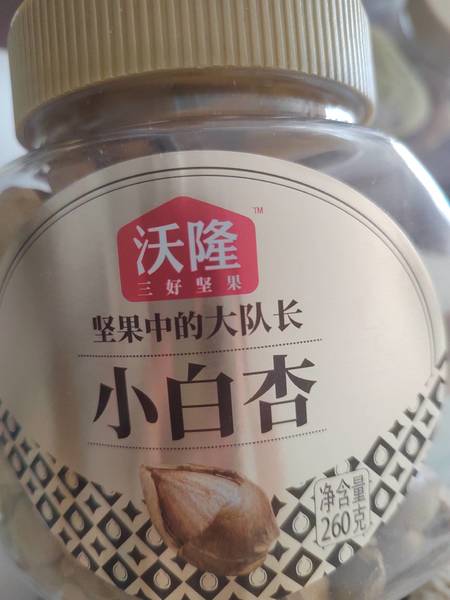 沃隆
TM
三好坚果
坚果中的大队长
小白杏
净含量
260克